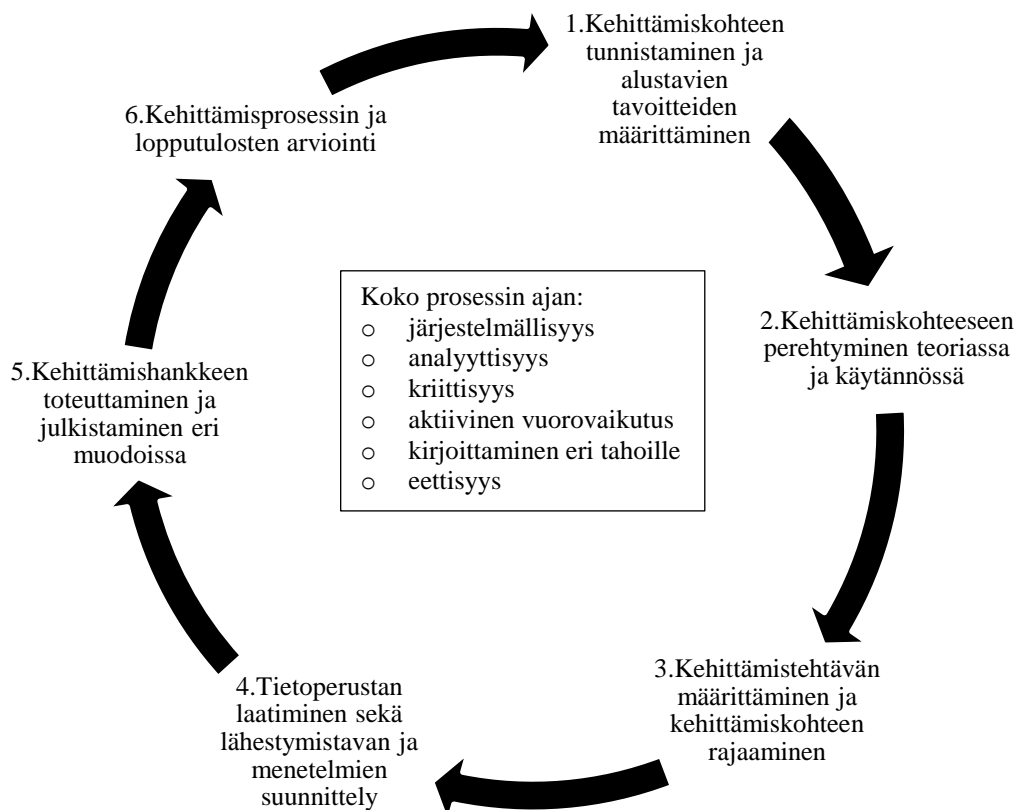 1.Kehittämiskohteen
tunnistaminen ja
alustavien
tavoitteiden
määrittäminen
2.Kehittämiskohteeseen
perehtyminen teoriassa
ja käytännössä
3.Kehittämistehtävän
määrittäminen ja
kehittämiskohteen
rajaaminen
4.Tietoperustan
laatiminen sekä
lähestymistavan ja
menetelmien
suunnittely
5.Kehittämishankkeen
toteuttaminen ja
julkistaminen eri
muodoissa
6.Kehittämisprosessin ja
lopputulosten arviointi
Koko prosessin ajan:
o järjestelmällisyys
o analyyttisyys
o kriittisyys
o aktiivinen vuorovaikutus
o kirjoittaminen eri tahoille
o eettisyys